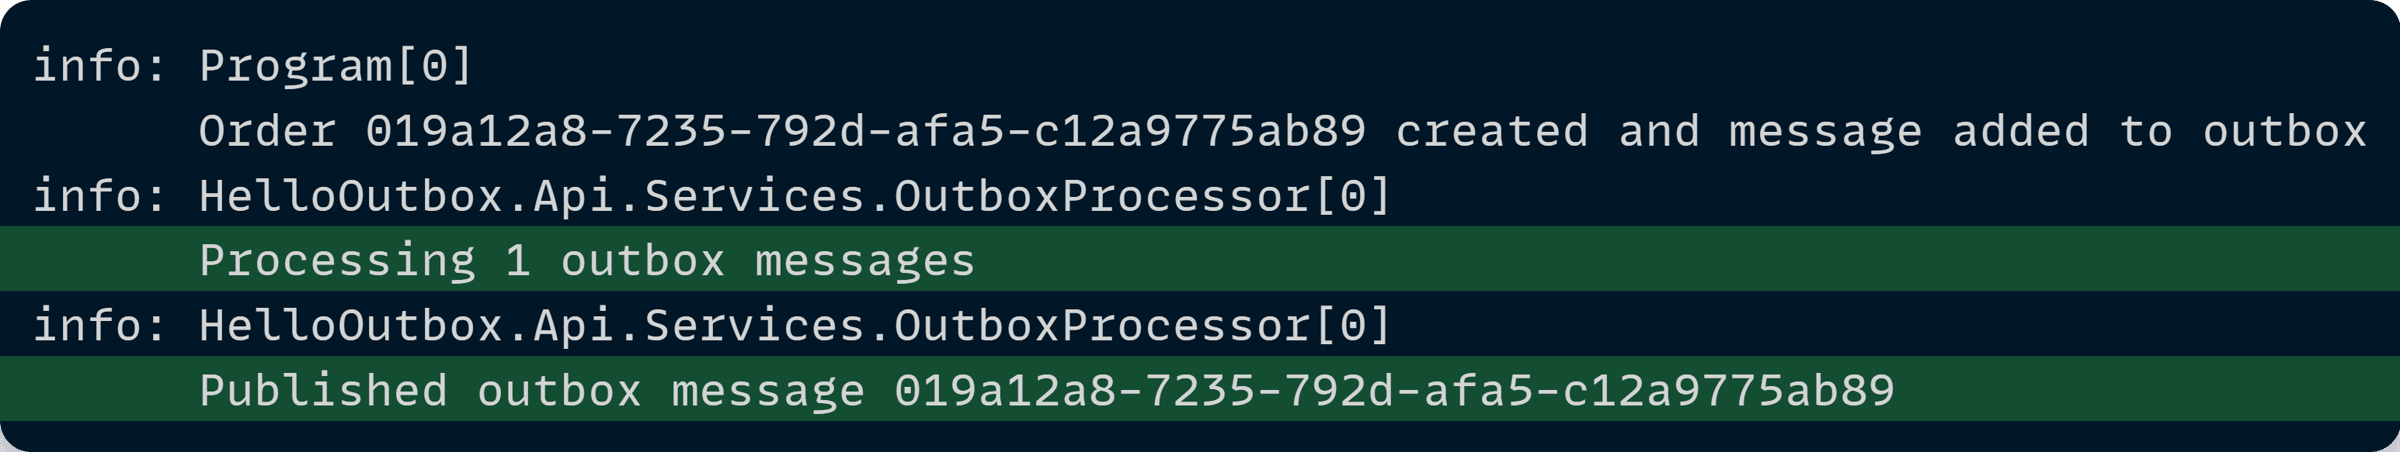 info: Program[0]
      Order 019a12a8-7235-792d-afa5-c12a9775ab89 created and message added to outbox
info: HelloOutbox.Api.Services.OutboxProcessor[0]
      Processing 1 outbox messages
info: HelloOutbox.Api.Services.OutboxProcessor[0]
      Published outbox message 019a12a8-7235-792d-afa5-c12a9775ab89